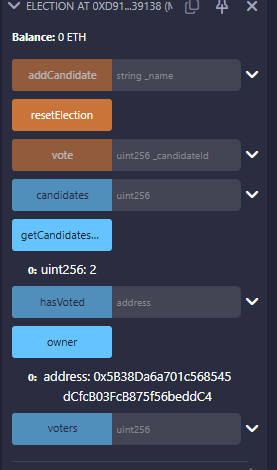 ELECTION AT 0XD91...39138 (M
Balance: 0 ETH
addCandidate string _name
resetElection
vote uint256 _candidateId
candidates uint256
getCandidates...
0: uint256: 2
hasVoted address
owner
0: address: 0x5B38Da6a701c568545
dCfcB03FcB875f56beddC4
voters uint256